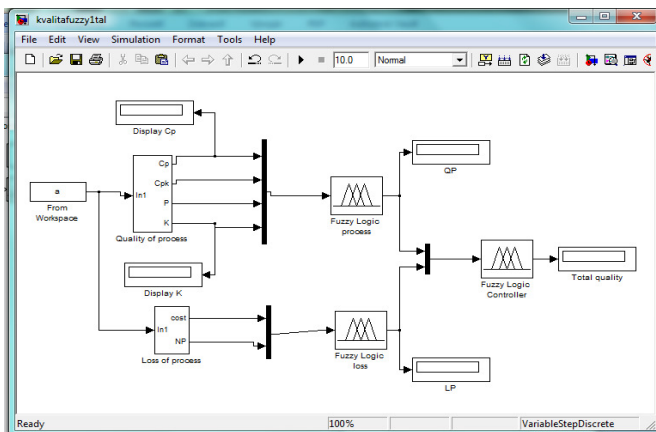 kvalitafuzzy1tal
File Edit View Simulation Format Tools Help
10.0 Normal
Display Cp
Cp
Cpk
In1
P
K
Quality of process
a
From
Workspace
Display K
cost
In1
NP
Loss of process
Fuzzy Logic
process
QP
Fuzzy Logic
Controller
Total quality
Fuzzy Logic
loss
LP
Ready 100% VariableStepDiscrete